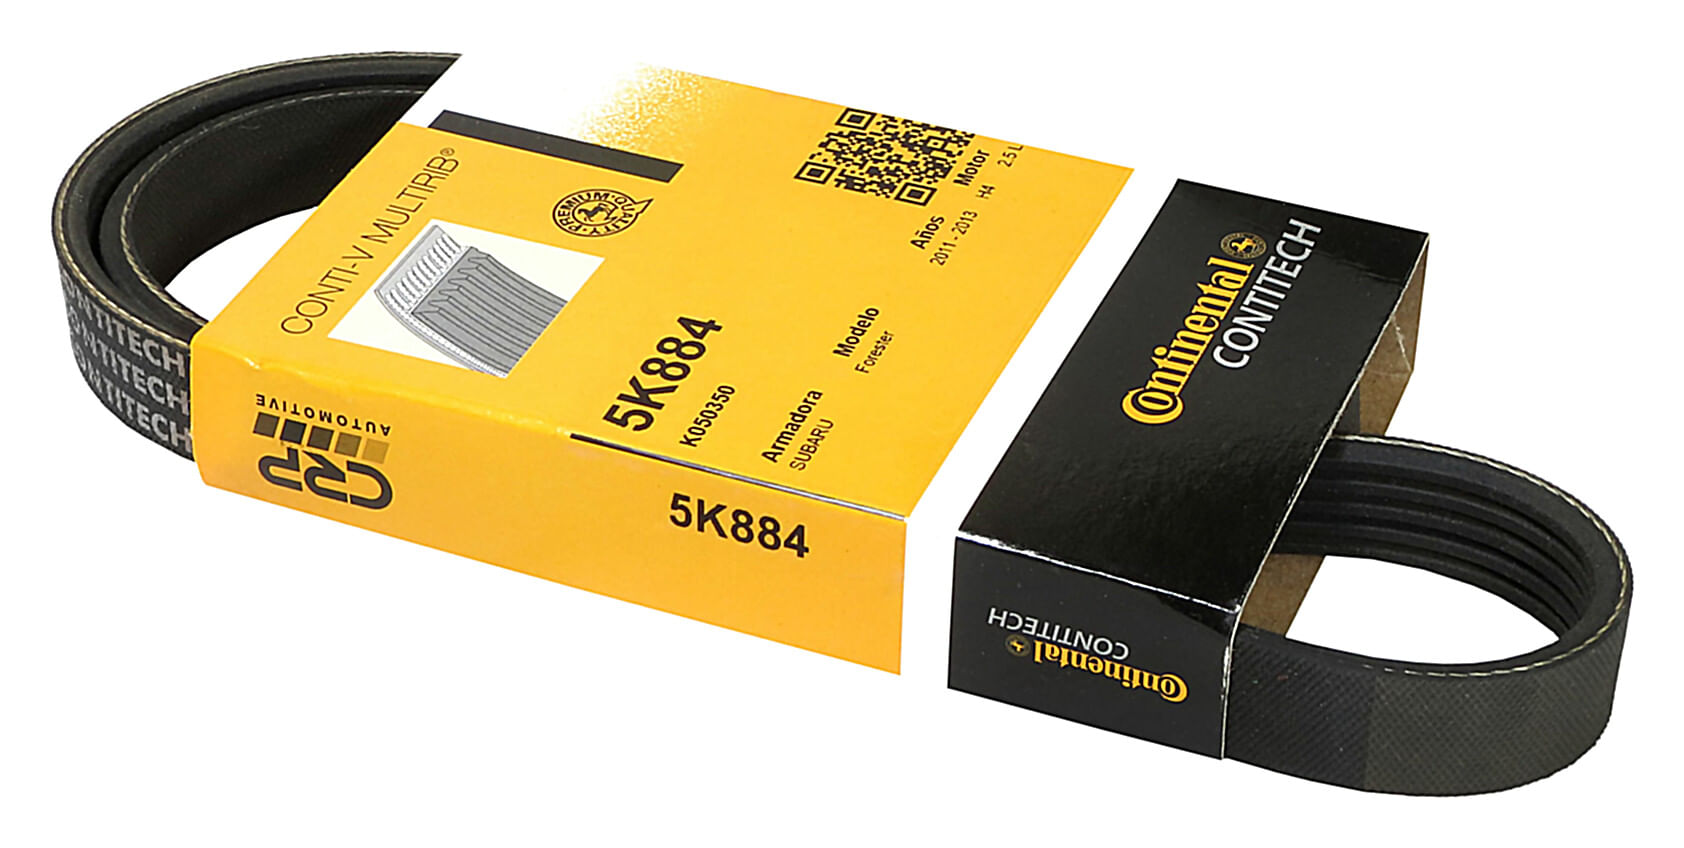 CONTITECH
CONTITECH
CONTITECH
CONTI-V MULTIRIB®
PREMIUM·QUALITY·
5K884
K050350
Armadora Modelo Años Motor
SUBARU Forester 2011 - 2013 H4 2.5 L
CRP
AUTOMOTIVE
5K884
Continental
CONTITECH
Continental
CONTITECH